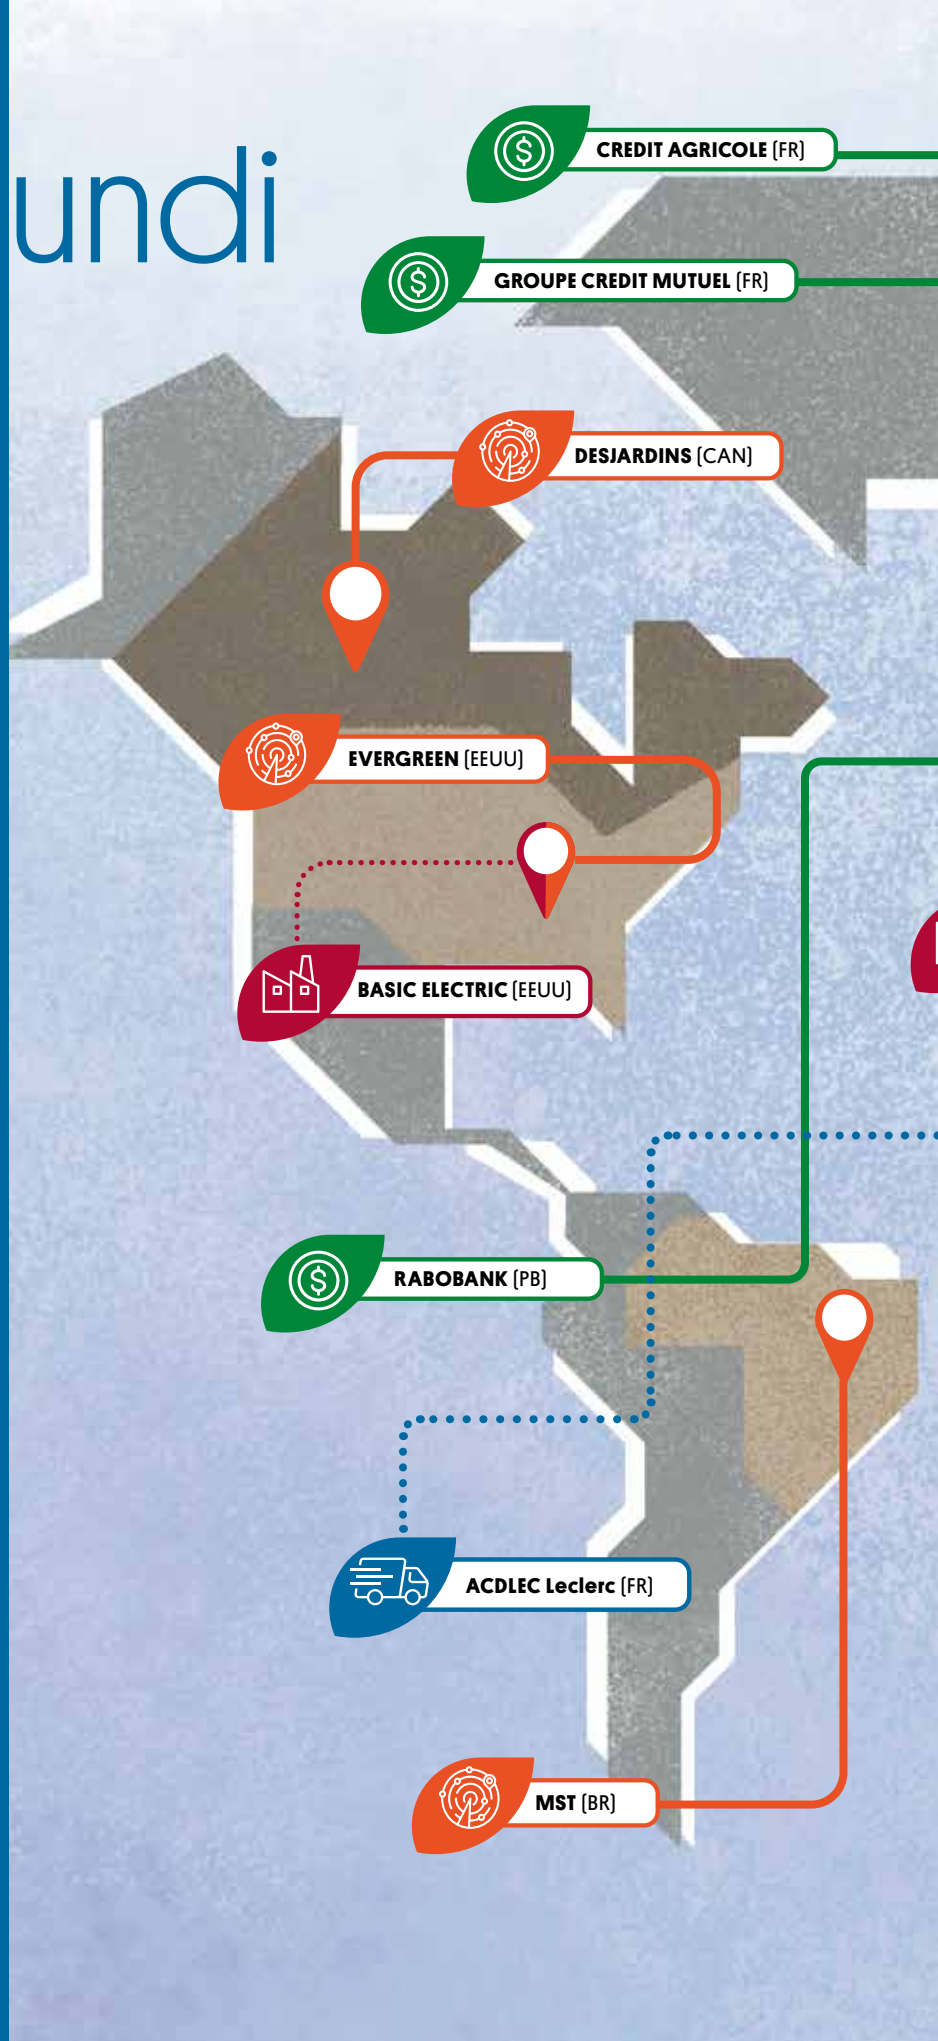 undi
CREDIT AGRICOLE (FR)
GROUPE CREDIT MUTUEL (FR)
DESJARDINS (CAN)
EVERGREEN (EEUU)
BASIC ELECTRIC (EEUU)
RABOBANK (PB)
ACDLEC Leclerc (FR)
MST (BR)